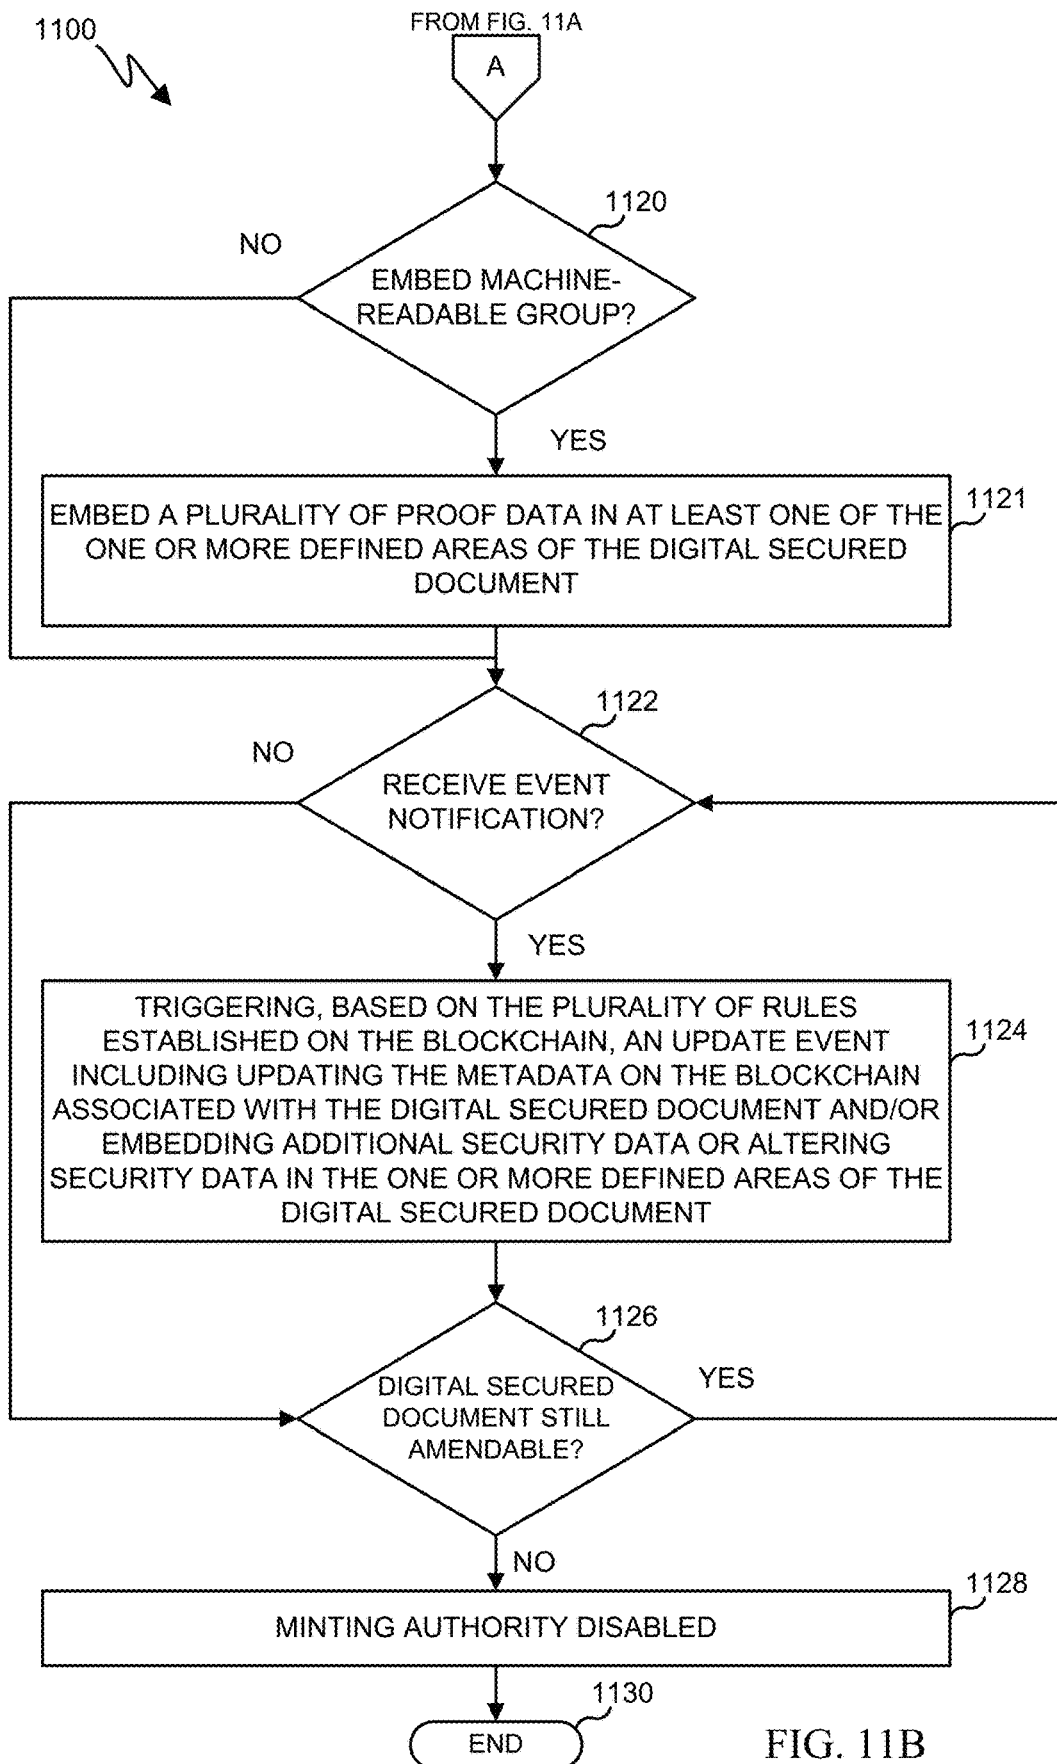 1100
FROM FIG. 11A
A
1120
NO
EMBED MACHINE-
READABLE GROUP?
YES
1121
EMBED A PLURALITY OF PROOF DATA IN AT LEAST ONE OF THE
ONE OR MORE DEFINED AREAS OF THE DIGITAL SECURED
DOCUMENT
1122
NO
RECEIVE EVENT
NOTIFICATION?
YES
1124
TRIGGERING, BASED ON THE PLURALITY OF RULES
ESTABLISHED ON THE BLOCKCHAIN, AN UPDATE EVENT
INCLUDING UPDATING THE METADATA ON THE BLOCKCHAIN
ASSOCIATED WITH THE DIGITAL SECURED DOCUMENT AND/OR
EMBEDDING ADDITIONAL SECURITY DATA OR ALTERING
SECURITY DATA IN THE ONE OR MORE DEFINED AREAS OF THE
DIGITAL SECURED DOCUMENT
1126
YES
DIGITAL SECURED
DOCUMENT STILL
AMENDABLE?
NO
1128
MINTING AUTHORITY DISABLED
1130
END
FIG. 11B